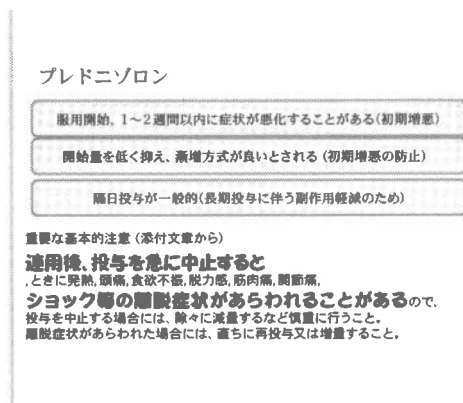 プレドニゾロン
服用開始、1〜2週間以内に症状が悪化することがある(初期増悪)
開始量を低く抑え、漸増方式が良いとされる (初期増悪の防止)
隔日投与が一般的(長期投与に伴う副作用軽減のため)
重要な基本的注意 (添付文章から)
連用後、投与を急に中止すると
,ときに発熱,頭痛,食欲不振,脱力感,筋肉痛,関節痛,
ショック等の離脱症状があらわれることがあるので、
投与を中止する場合には、徐々に減量するなど慎重に行うこと。
離脱症状があらわれた場合には、直ちに再投与又は増量すること。